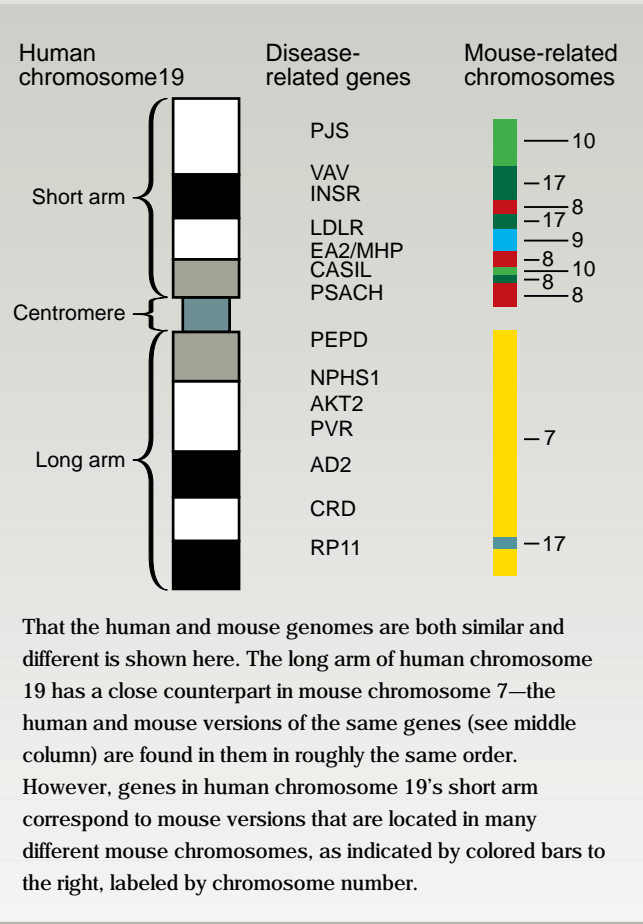 Human
chromosome19
Disease-
related genes
Mouse-related
chromosomes
Short arm
Centromere
Long arm
PJS
VAV
INSR
LDLR
EA2/MHP
CASIL
PSACH
PEPD
NPHS1
AKT2
PVR
AD2
CRD
RP11
10
17
8
17
9
8
10
8
8
7
17
That the human and mouse genomes are both similar and
different is shown here. The long arm of human chromosome
19 has a close counterpart in mouse chromosome 7—the
human and mouse versions of the same genes (see middle
column) are found in them in roughly the same order.
However, genes in human chromosome 19’s short arm
correspond to mouse versions that are located in many
different mouse chromosomes, as indicated by colored bars to
the right, labeled by chromosome number.